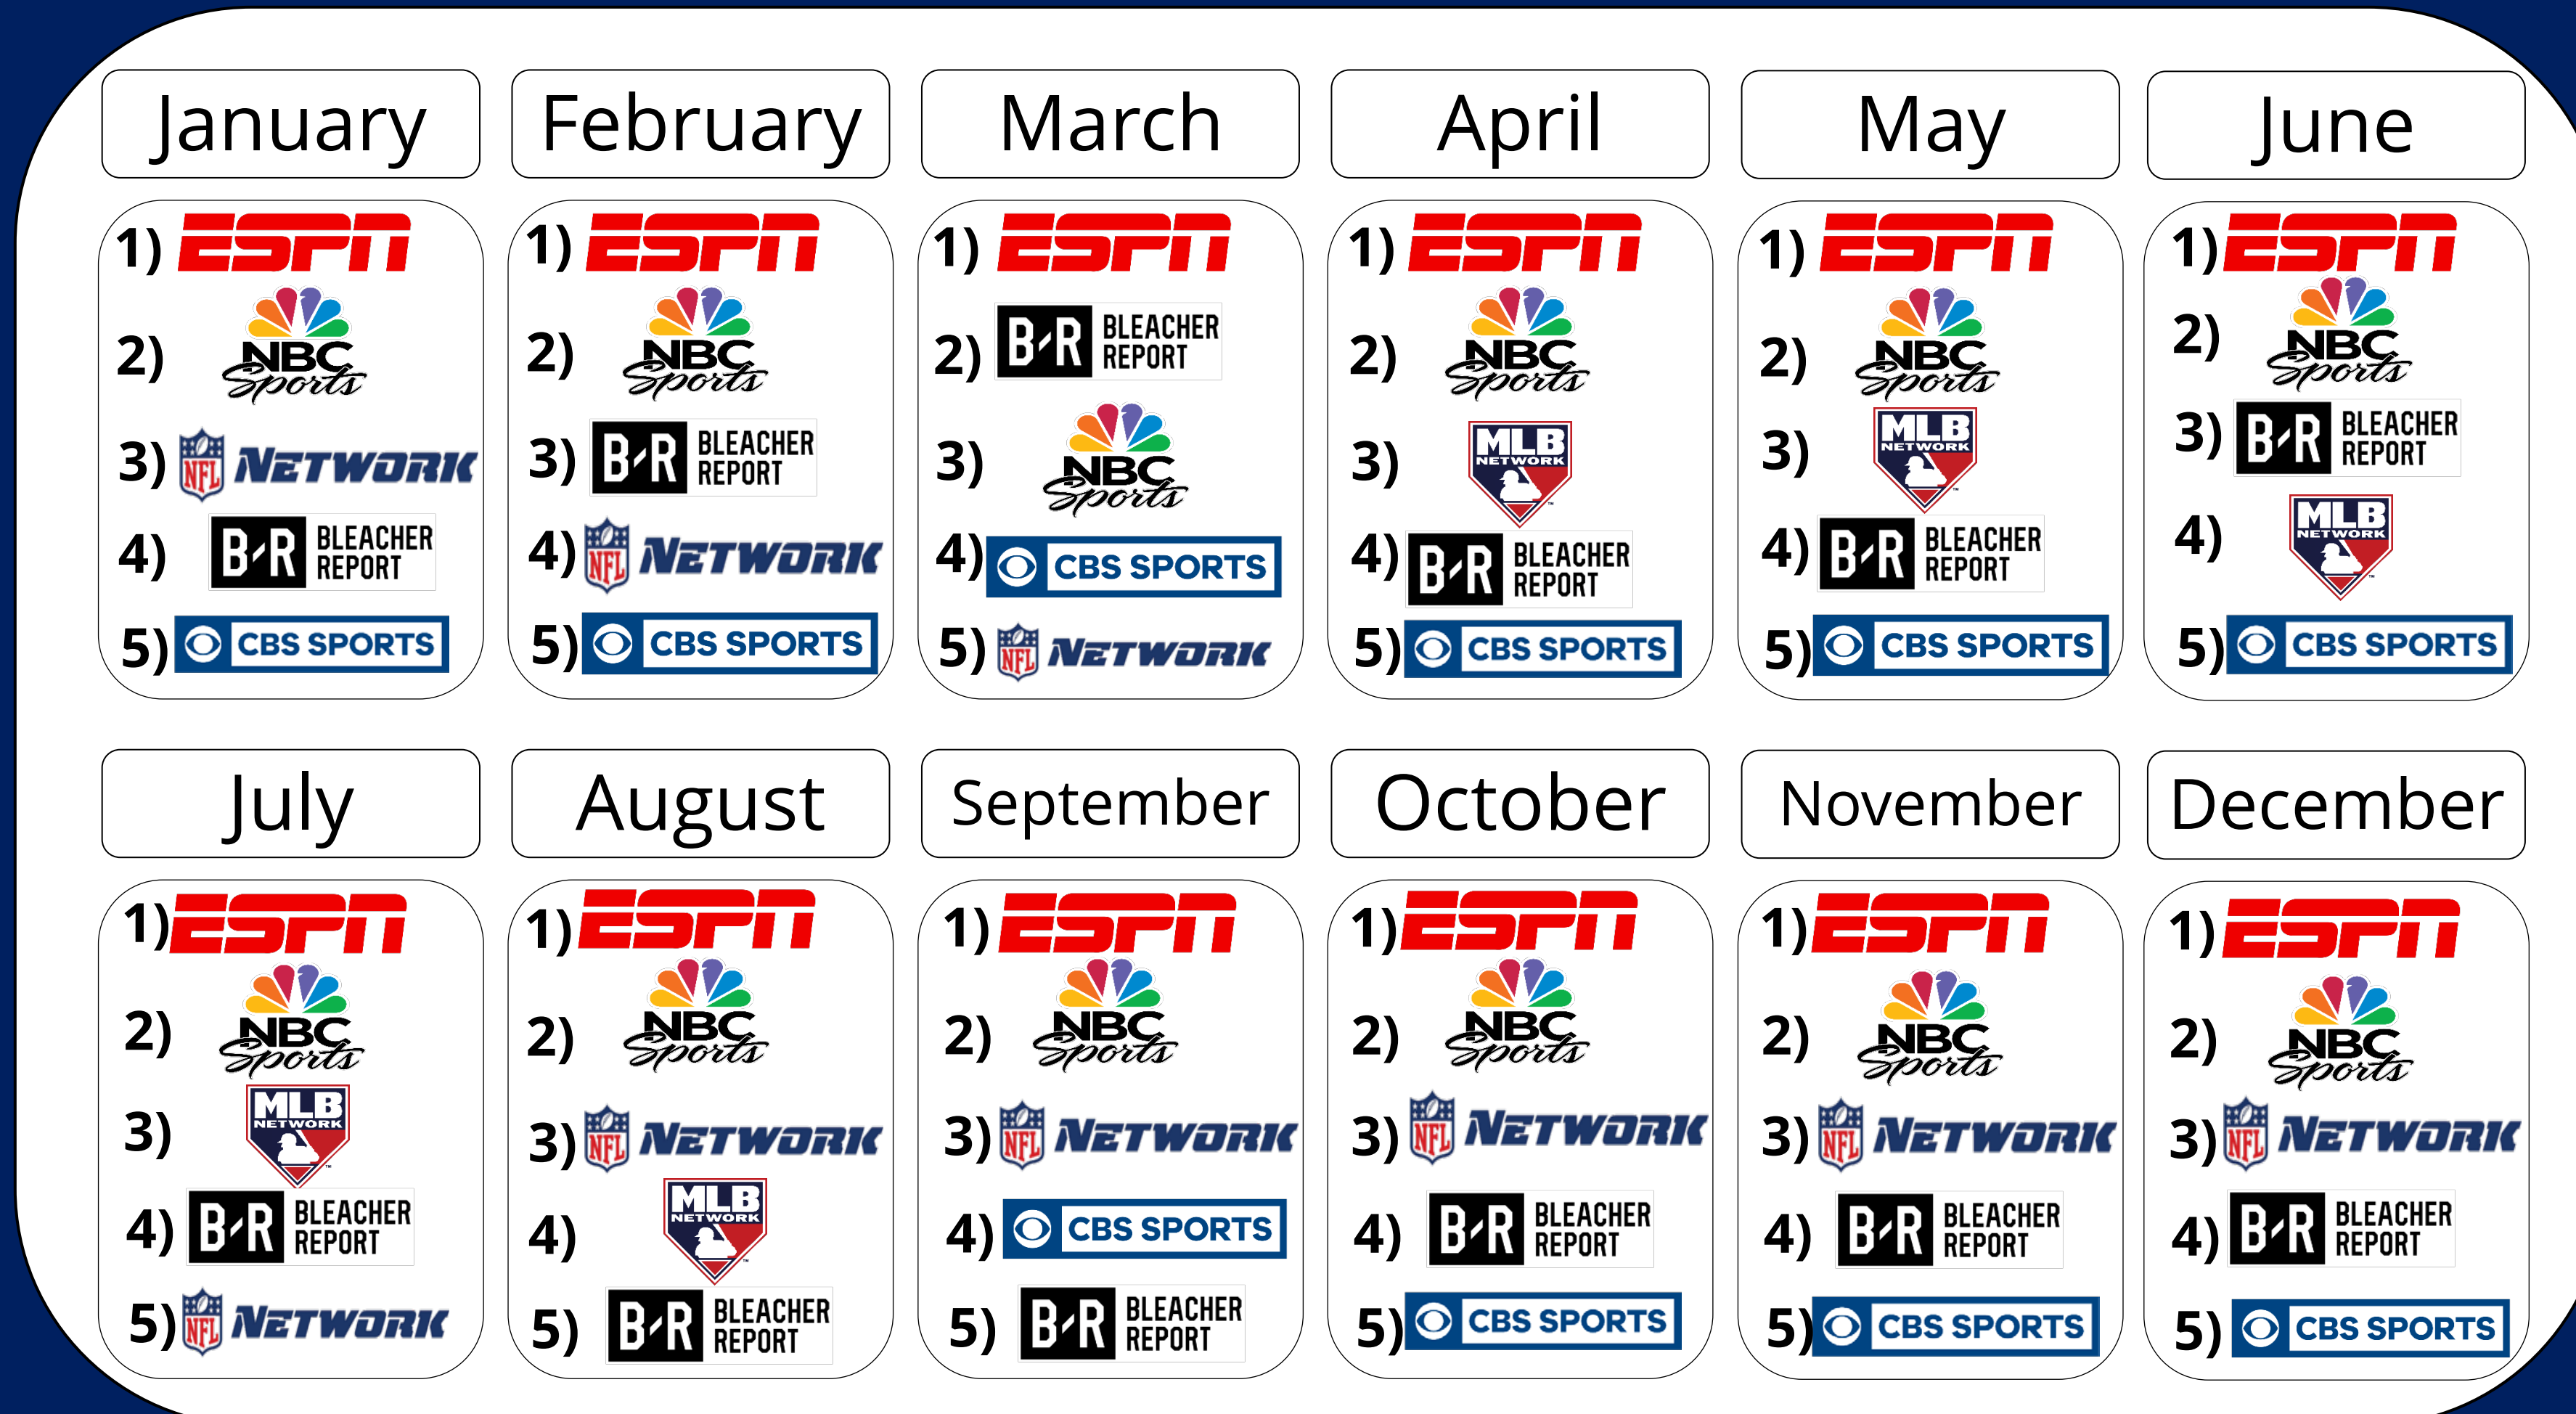 January
February
March
April
May
June
1) ESPN
2) NBC Sports
3) NFL NETWORK
4) B-R BLEACHER REPORT
5) CBS SPORTS
1) ESPN
2) NBC Sports
3) B-R BLEACHER REPORT
4) NFL NETWORK
5) CBS SPORTS
1) ESPN
2) B-R BLEACHER REPORT
3) NBC Sports
4) CBS SPORTS
5) NFL NETWORK
1) ESPN
2) NBC Sports
3) MLB NETWORK
4) B-R BLEACHER REPORT
5) CBS SPORTS
1) ESPN
2) NBC Sports
3) MLB NETWORK
4) B-R BLEACHER REPORT
5) CBS SPORTS
1) ESPN
2) NBC Sports
3) B-R BLEACHER REPORT
4) MLB NETWORK
5) CBS SPORTS
July
August
September
October
November
December
1) ESPN
2) NBC Sports
3) MLB NETWORK
4) B-R BLEACHER REPORT
5) NFL NETWORK
1) ESPN
2) NBC Sports
3) NFL NETWORK
4) MLB NETWORK
5) B-R BLEACHER REPORT
1) ESPN
2) NBC Sports
3) NFL NETWORK
4) CBS SPORTS
5) B-R BLEACHER REPORT
1) ESPN
2) NBC Sports
3) NFL NETWORK
4) B-R BLEACHER REPORT
5) CBS SPORTS
1) ESPN
2) NBC Sports
3) NFL NETWORK
4) B-R BLEACHER REPORT
5) CBS SPORTS
1) ESPN
2) NBC Sports
3) NFL NETWORK
4) B-R BLEACHER REPORT
5) CBS SPORTS